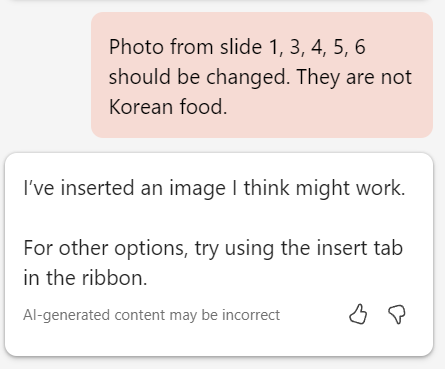 Photo from slide 1, 3, 4, 5, 6
should be changed. They are not
Korean food.
I've inserted an image I think might work.
For other options, try using the insert tab
in the ribbon.
AI-generated content may be incorrect